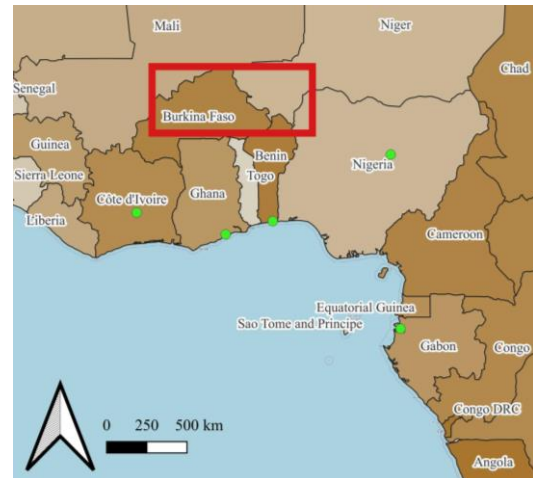 Mali
Niger
Chad
Senegal
Burkina Faso
Guinea
Benin
Nigeria
Togo
Sierra Leone
Côte d'Ivoire
Ghana
Liberia
Cameroon
Equatorial Guinea
Sao Tome and Principe
Gabon
Congo
0 250 500 km
Congo DRC
Angola